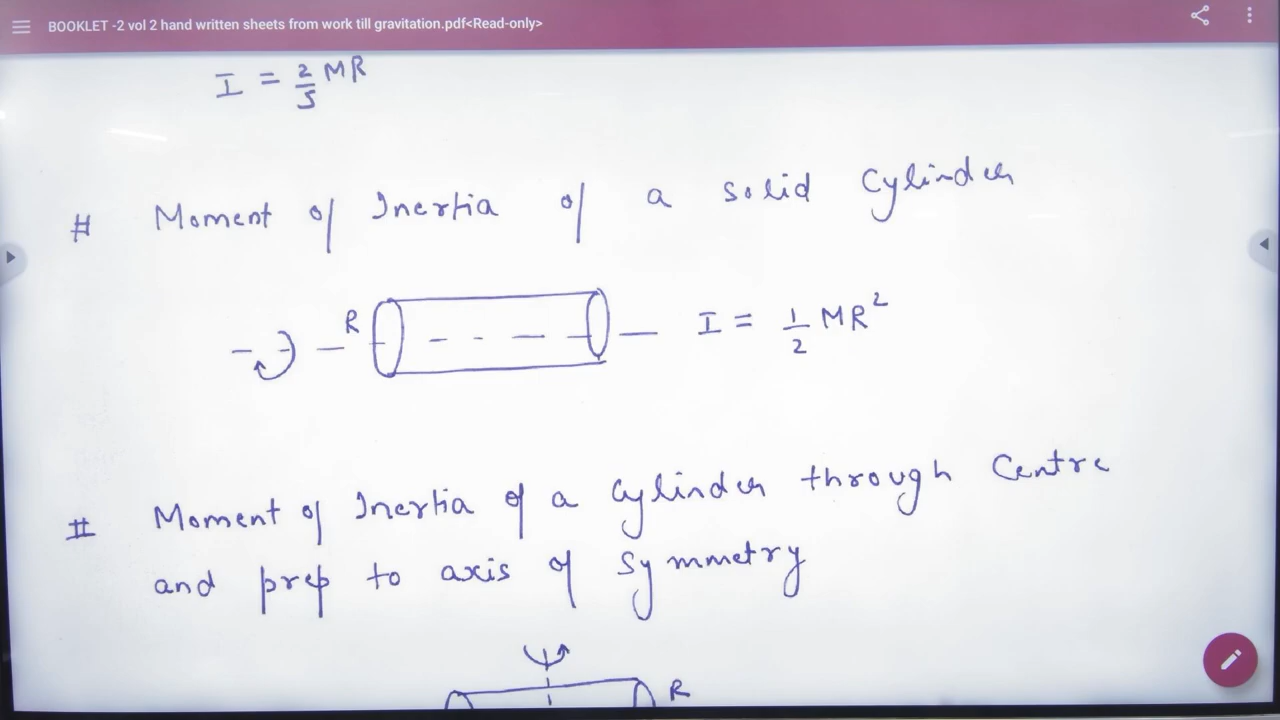 BOOKLET -2 vol 2 hand written sheets from work till gravitation.pdf<Read-only>
I = 2/5 MR
# Moment of Inertia of a solid Cylinder
R I = 1/2 MR²
# Moment of Inertia of a Cylinder through Centre
and prep to axis of Symmetry
R